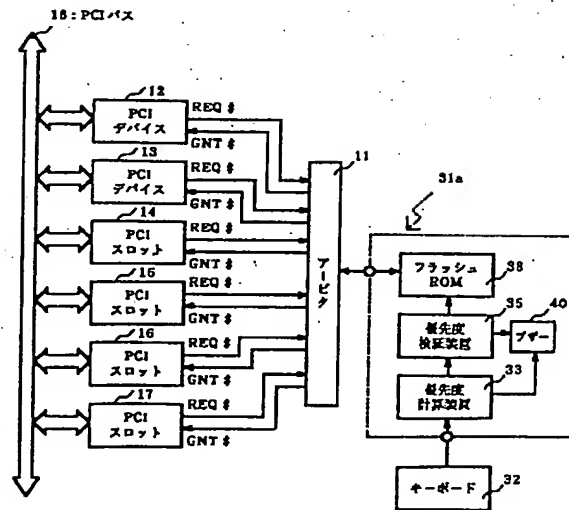 18:PCIバス
12
PCI
デバイス
REQ $
GNT $
13
PCI
デバイス
REQ $
GNT $
14
PCI
スロット
REQ $
GNT $
15
PCI
スロット
REQ $
GNT $
16
PCI
スロット
REQ $
GNT $
17
PCI
スロット
REQ $
GNT $
11
アービタ
31a
フラッシュ
ROM
38
優先度
検証装置
35
40
ブザー
優先度
計算装置
33
キーボード
32